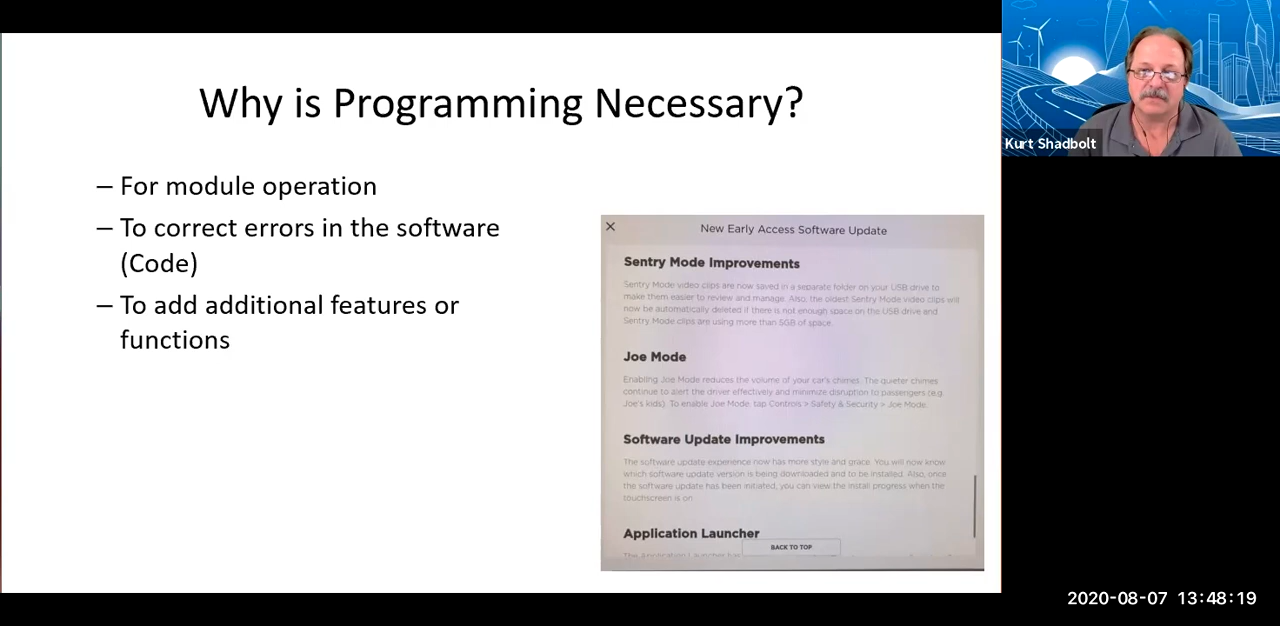 Why is Programming Necessary?
– For module operation
– To correct errors in the software
(Code)
– To add additional features or
functions
×
New Early Access Software Update
Sentry Mode Improvements
Sentry Mode video clips are now saved in a separate folder on your USB drive to
make them easier to review and manage. Also, the oldest Sentry Mode video clips will
now be automatically deleted if there is not enough space on the USB drive and
Sentry Mode clips are using more than 5GB of space.
Joe Mode
Enabling Joe Mode reduces the volume of your car's chimes. The quieter chimes
continue to alert the driver effectively and minimize disruption to passengers (e.g.
Joe's kids). To enable Joe Mode, tap Controls > Safety & Security > Joe Mode.
Software Update Improvements
The software update experience now has more style and grace. You will now know
which software update version is being downloaded and to be installed. Also, once
the software update has been initiated, you can view the install progress when the
touchscreen is on.
Application Launcher
The Application Launcher has
BACK TO TOP
Kurt Shadbolt
2020-08-07 13:48:19